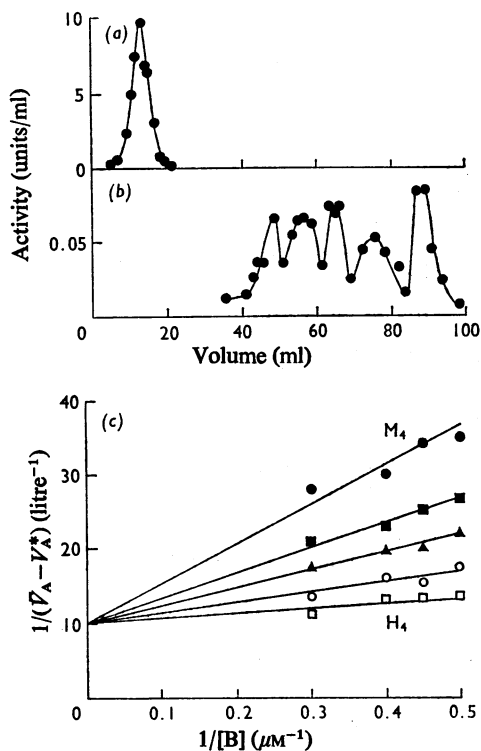 (a)
10
5
0
(b)
0.05
Activity (units/ml)
0 20 40 60 80 100
Volume (ml)
(c)
40
30
20
10
M₄
H₄
1/(V̄_A – V*_A) (litre⁻¹)
0 0.1 0.2 0.3 0.4 0.5
1/[B] (μM⁻¹)